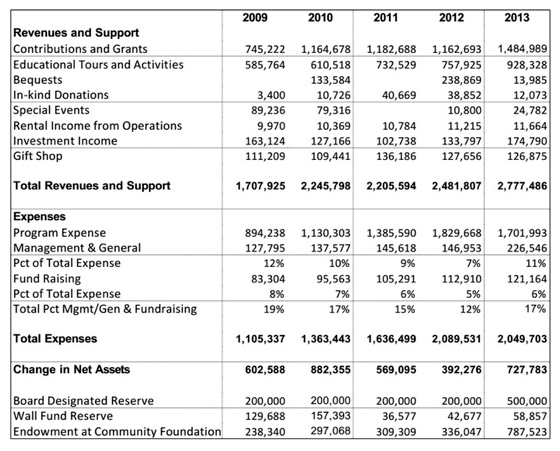 2009 2010 2011 2012 2013
Revenues and Support
Contributions and Grants 745,222 1,164,678 1,182,688 1,162,693 1,484,989
Educational Tours and Activities 585,764 610,518 732,529 757,925 928,328
Bequests 133,584 238,869 13,985
In-kind Donations 3,400 10,726 40,669 38,852 12,073
Special Events 89,236 79,316 10,800 24,782
Rental Income from Operations 9,970 10,369 10,784 11,215 11,664
Investment Income 163,124 127,166 102,738 133,797 174,790
Gift Shop 111,209 109,441 136,186 127,656 126,875
Total Revenues and Support 1,707,925 2,245,798 2,205,594 2,481,807 2,777,486
Expenses
Program Expense 894,238 1,130,303 1,385,590 1,829,668 1,701,993
Management & General 127,795 137,577 145,618 146,953 226,546
Pct of Total Expense 12% 10% 9% 7% 11%
Fund Raising 83,304 95,563 105,291 112,910 121,164
Pct of Total Expense 8% 7% 6% 5% 6%
Total Pct Mgmt/Gen & Fundraising 19% 17% 15% 12% 17%
Total Expenses 1,105,337 1,363,443 1,636,499 2,089,531 2,049,703
Change in Net Assets 602,588 882,355 569,095 392,276 727,783
Board Designated Reserve 200,000 200,000 200,000 200,000 500,000
Wall Fund Reserve 129,688 157,393 36,577 42,677 58,857
Endowment at Community Foundation 238,340 297,068 309,309 336,047 787,523